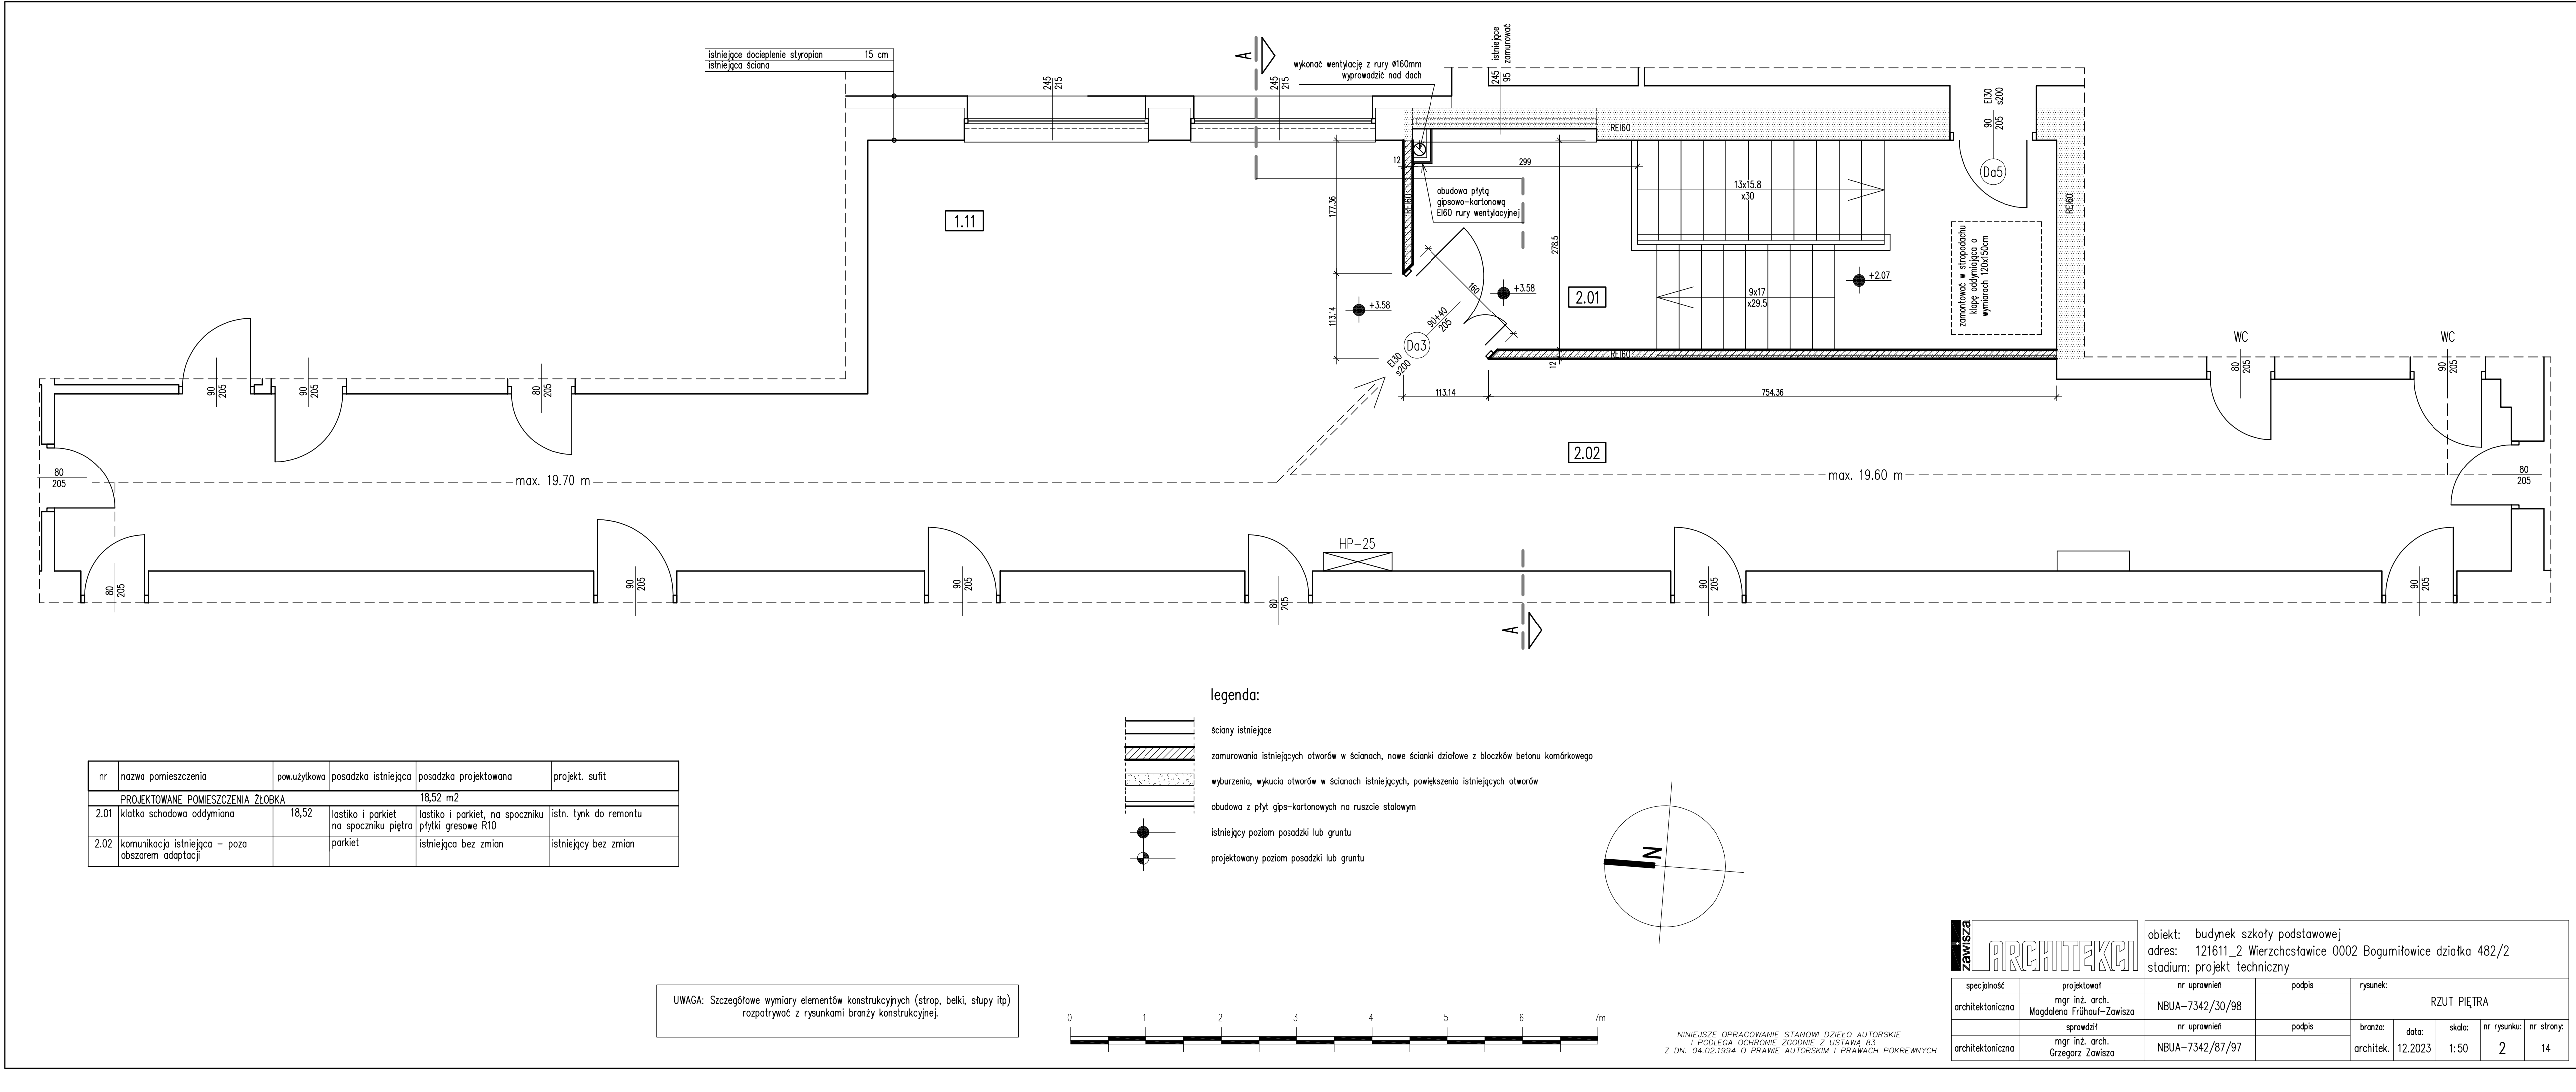 istniejące docieplenie styropian 15 cm
istniejąca ściana
245
215
A
245
215
wykonać wentylację z rury ø160mm
wyprowadzić nad dach
istniejące
zamurować
245
95
REI60
EI30
s200
90
205
Da5
12
299
REI60
177.36
obudowa płytą
gipsowo-kartonową
EI60 rury wentylacyjnej
13x15.8
x30
REI60
1.11
278.5
zamontować w stropodachu
klapę oddymiająca o
wymiarach 120x150cm
+2.07
160
+3.58
+3.58
2.01
9x17
x29.5
113.14
90+40
205
Da3
EI30
s200
REI60
12
WC
WC
90
205
90
205
80
205
80
205
90
205
113.14
754.36
2.02
80
205
max. 19.70 m
max. 19.60 m
80
205
HP-25
80
205
90
205
90
205
80
205
90
205
90
205
A
legenda:
ściany istniejące
zamurowania istniejących otworów w ścianach, nowe ścianki działowe z bloczków betonu komórkowego
wyburzenia, wykucia otworów w ścianach istniejących, powiększenia istniejących otworów
obudowa z płyt gips-kartonowych na ruszcie stalowym
istniejący poziom posadzki lub gruntu
projektowany poziom posadzki lub gruntu
nr nazwa pomieszczenia pow.użytkowa posadzka istniejąca posadzka projektowana projekt. sufit
PROJEKTOWANE POMIESZCZENIA ŻŁOBKA 18,52 m2
2.01 klatka schodowa oddymiana 18,52 lastiko i parkiet lastiko i parkiet, na spoczniku istn. tynk do remontu
na spoczniku piętra płytki gresowe R10
2.02 komunikacja istniejąca - poza parkiet istniejąca bez zmian istniejący bez zmian
obszarem adaptacji
N
UWAGA: Szczegółowe wymiary elementów konstrukcyjnych (strop, belki, słupy itp)
rozpatrywać z rysunkami branży konstrukcyjnej.
0 1 2 3 4 5 6 7m
NINIEJSZE OPRACOWANIE STANOWI DZIEŁO AUTORSKIE
I PODLEGA OCHRONIE ZGODNIE Z USTAWĄ 83
Z DN. 04.02.1994 O PRAWIE AUTORSKIM I PRAWACH POKREWNYCH
zawisza
ARCHITEKCI
obiekt: budynek szkoły podstawowej
adres: 121611_2 Wierzchosławice 0002 Bogumiłowice działka 482/2
stadium: projekt techniczny
specjalność projektował nr uprawnień podpis rysunek:
architektoniczna mgr inż. arch. NBUA-7342/30/98 RZUT PIĘTRA
Magdalena Frühauf-Zawisza
sprawdził nr uprawnień podpis branża: data: skala: nr rysunku: nr strony:
architektoniczna mgr inż. arch. NBUA-7342/87/97 architek. 12.2023 1:50 2 14
Grzegorz Zawisza